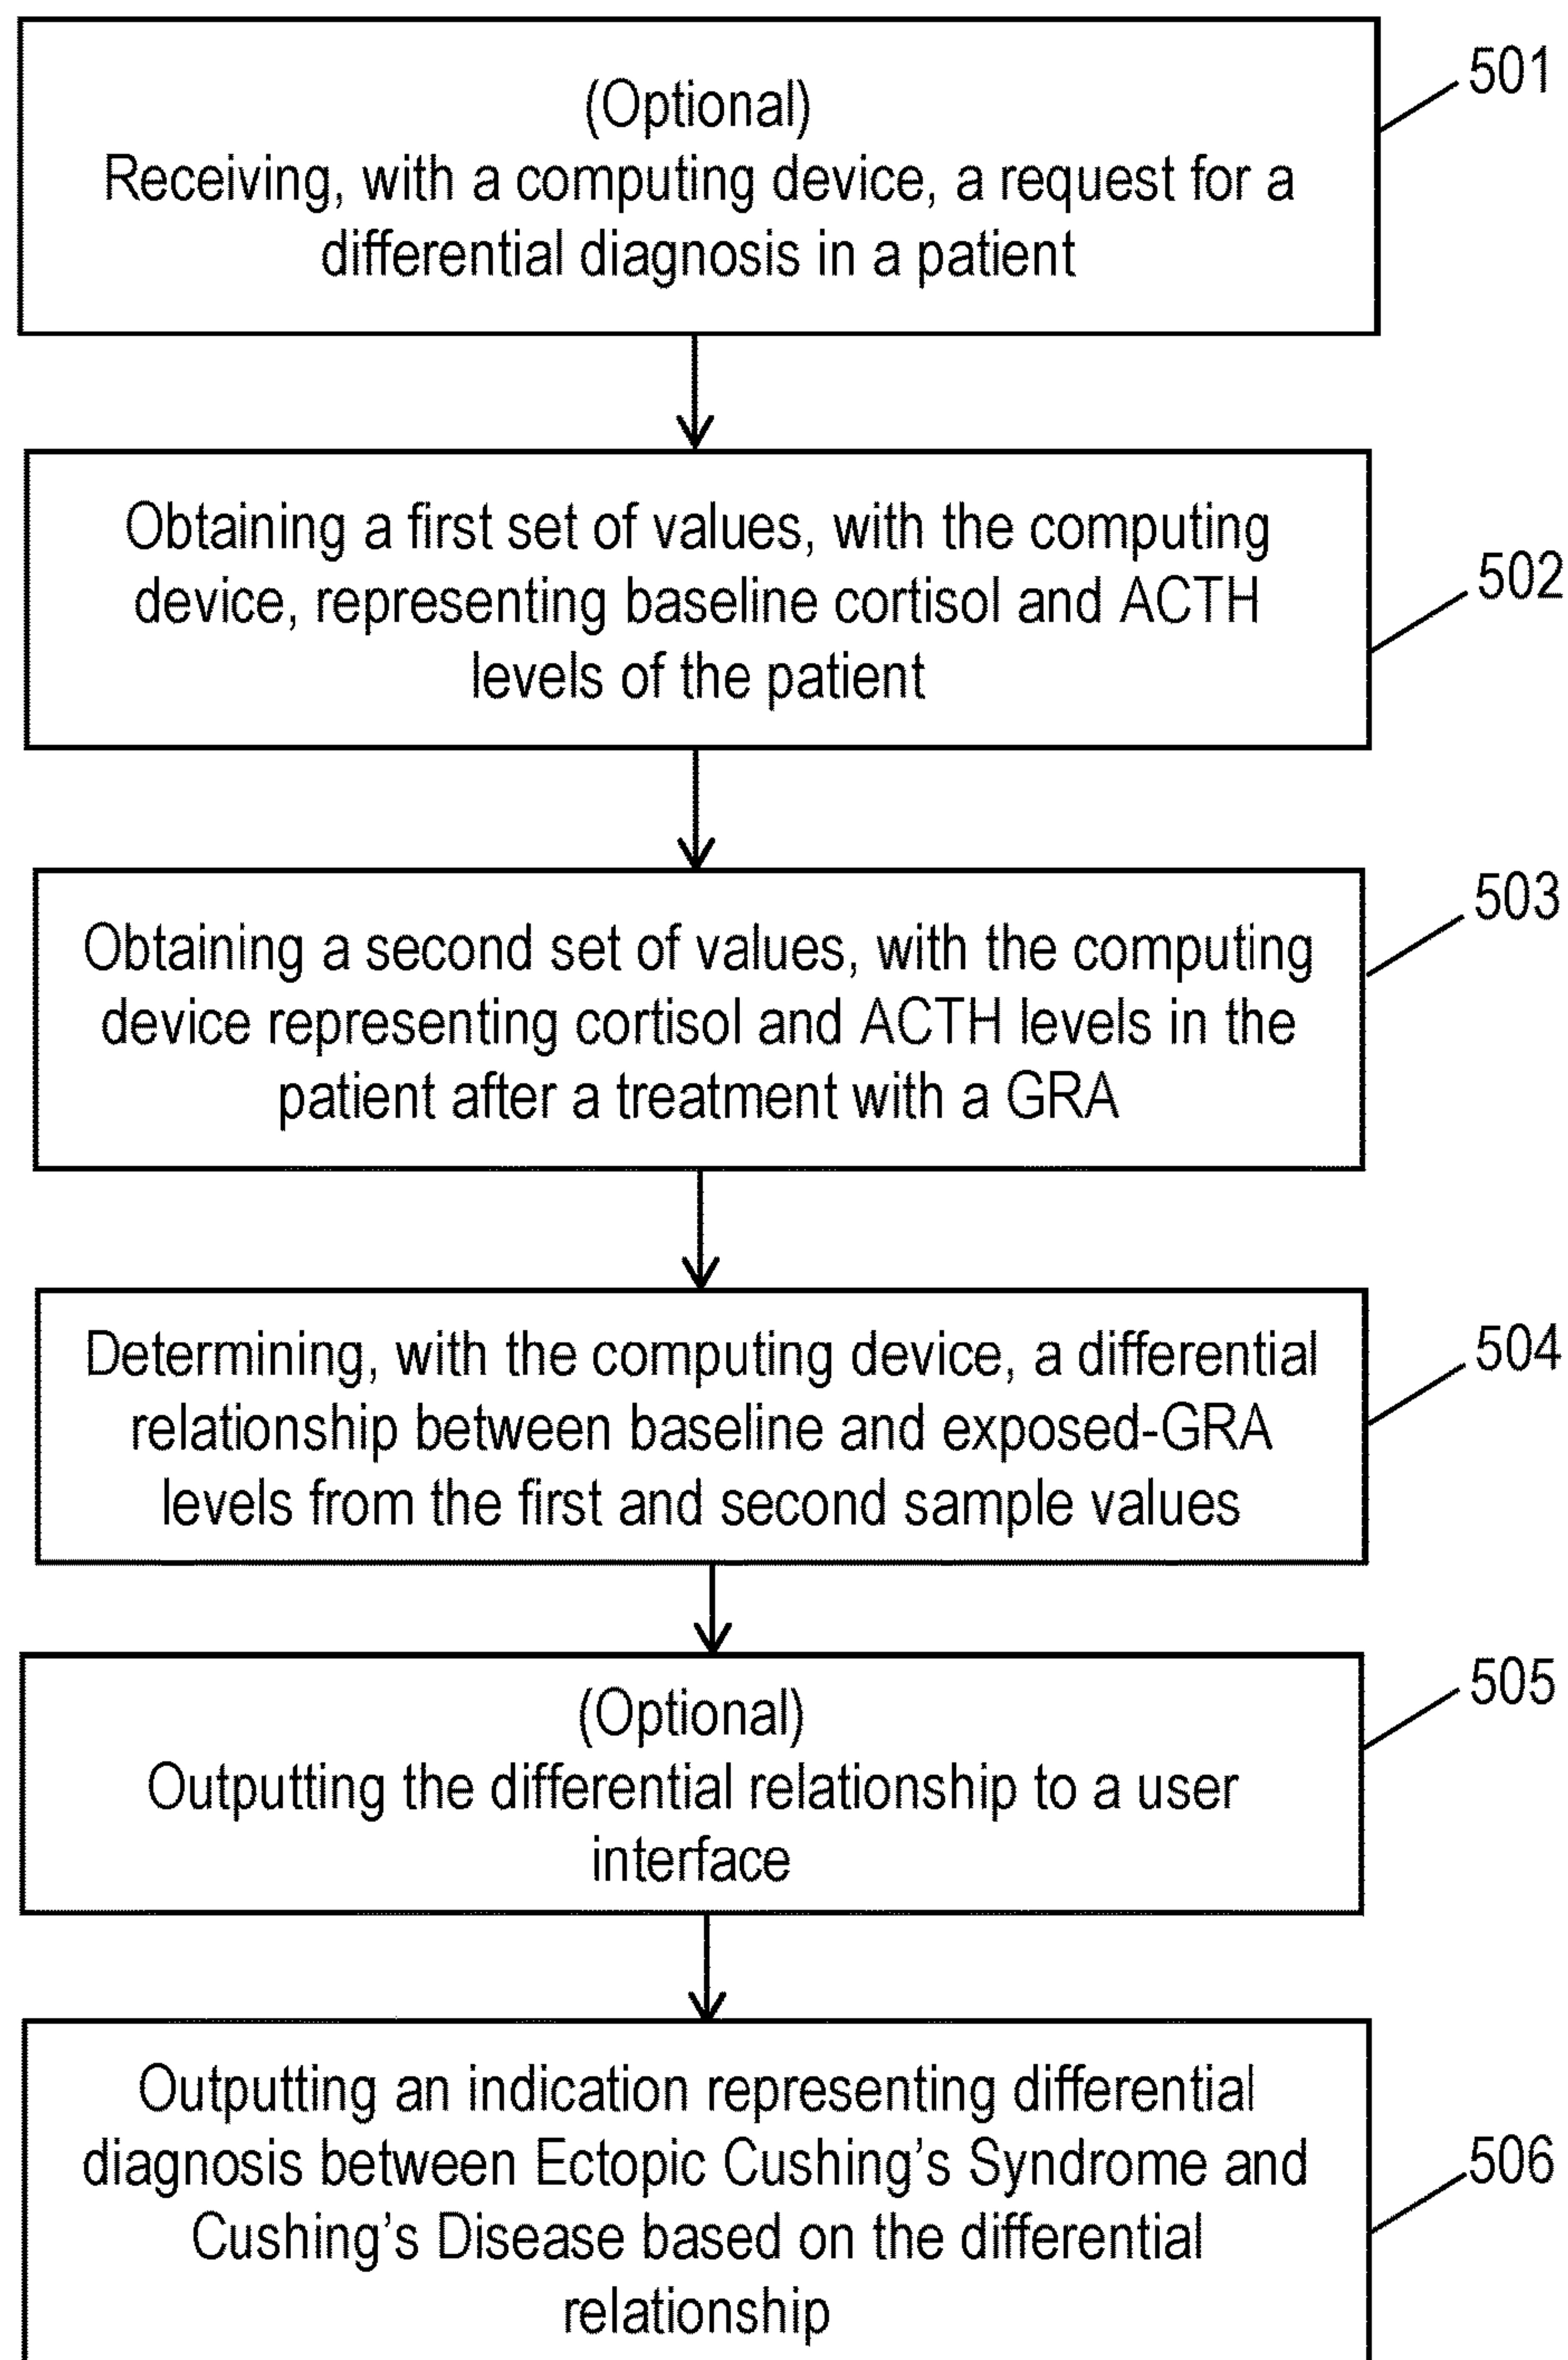 (Optional)
Receiving, with a computing device, a request for a
differential diagnosis in a patient
501
Obtaining a first set of values, with the computing
device, representing baseline cortisol and ACTH
levels of the patient
502
Obtaining a second set of values, with the computing
device representing cortisol and ACTH levels in the
patient after a treatment with a GRA
503
Determining, with the computing device, a differential
relationship between baseline and exposed-GRA
levels from the first and second sample values
504
(Optional)
Outputting the differential relationship to a user
interface
505
Outputting an indication representing differential
diagnosis between Ectopic Cushing’s Syndrome and
Cushing’s Disease based on the differential
relationship
506